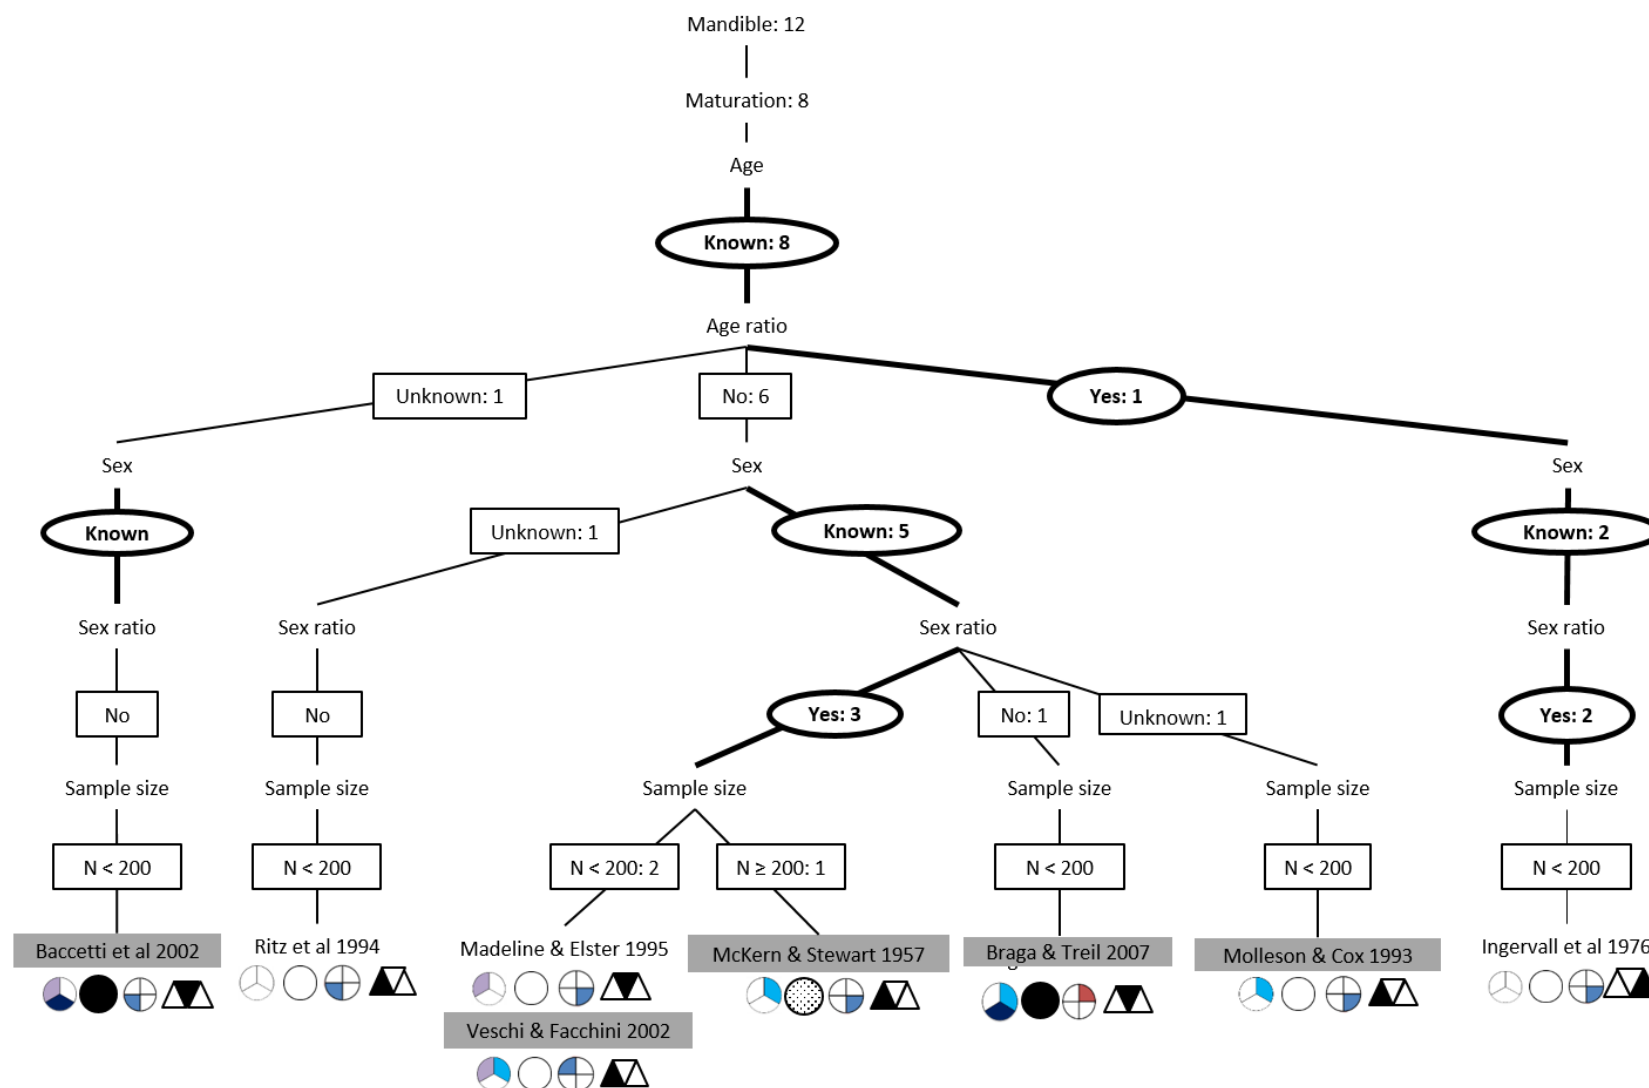 Mandible: 12
Maturation: 8
Age
Known: 8
Age ratio
Unknown: 1
No: 6
Yes: 1
Sex
Sex
Sex
Known
Unknown: 1
Known: 5
Known: 2
Sex ratio
Sex ratio
Sex ratio
Sex ratio
No
No
Yes: 3
No: 1
Unknown: 1
Yes: 2
Sample size
Sample size
Sample size
Sample size
Sample size
Sample size
N < 200
N < 200
N < 200: 2
N ≥ 200: 1
N < 200
N < 200
N < 200
Baccetti et al 2002
Ritz et al 1994
Madeline & Elster 1995
McKern & Stewart 1957
Braga & Treil 2007
Molleson & Cox 1993
Ingervall et al 1976
Veschi & Facchini 2002